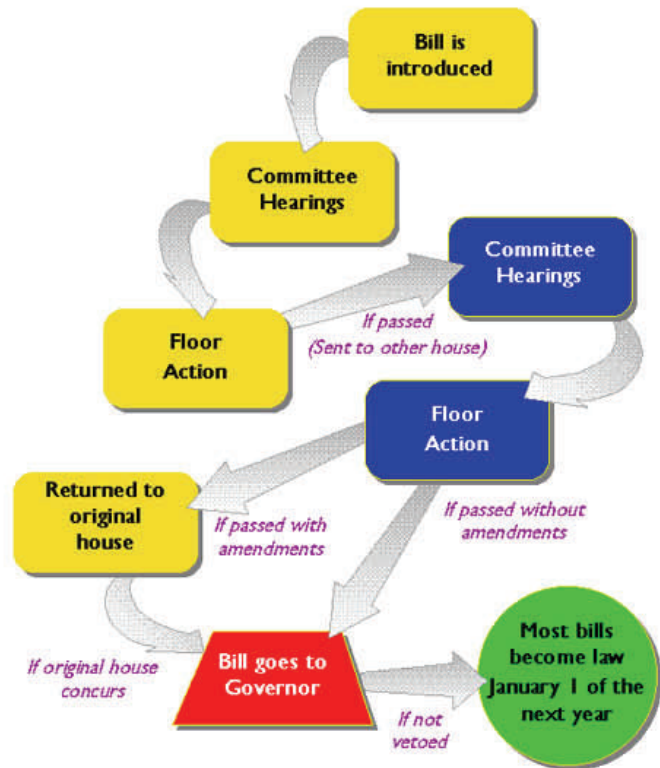 Bill is
introduced
Committee
Hearings
Committee
Hearings
If passed
(Sent to other house)
Floor
Action
Floor
Action
Returned to
original
house
If passed with
amendments
If passed without
amendments
If original house
concurs
Bill goes to
Governor
If not
vetoed
Most bills
become law
January 1 of the
next year